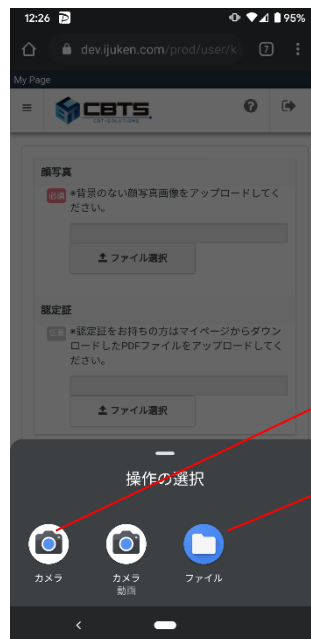 12:26 95%
dev.ijuken.com/prod/user/k 7
My Page
CBTS
CBT-SOLUTIONS
顔写真
必須 *背景のない顔写真画像をアップロードしてく
ださい。
ファイル選択
認定証
任意 *認定証をお持ちの方はマイページからダウン
ロードしたPDFファイルをアップロードしてく
ださい。
ファイル選択
操作の選択
カメラ カメラ ファイル
動画